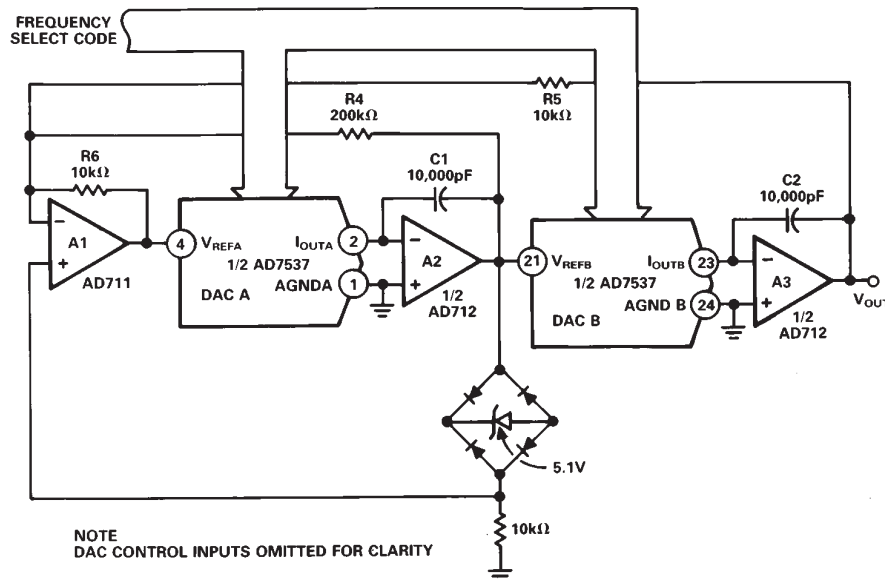 FREQUENCY
SELECT CODE
R4
200kΩ
R5
10kΩ
R6
10kΩ
C1
10,000pF
C2
10,000pF
−
A1
+
AD711
4
VREFA
IOUTA
2
1/2 AD7537
AGNDA
1
DAC A
−
A2
+
1/2
AD712
21
VREFB
IOUTB
23
1/2 AD7537
AGND B
24
DAC B
−
A3
+
1/2
AD712
VOUT
5.1V
10kΩ
NOTE
DAC CONTROL INPUTS OMITTED FOR CLARITY